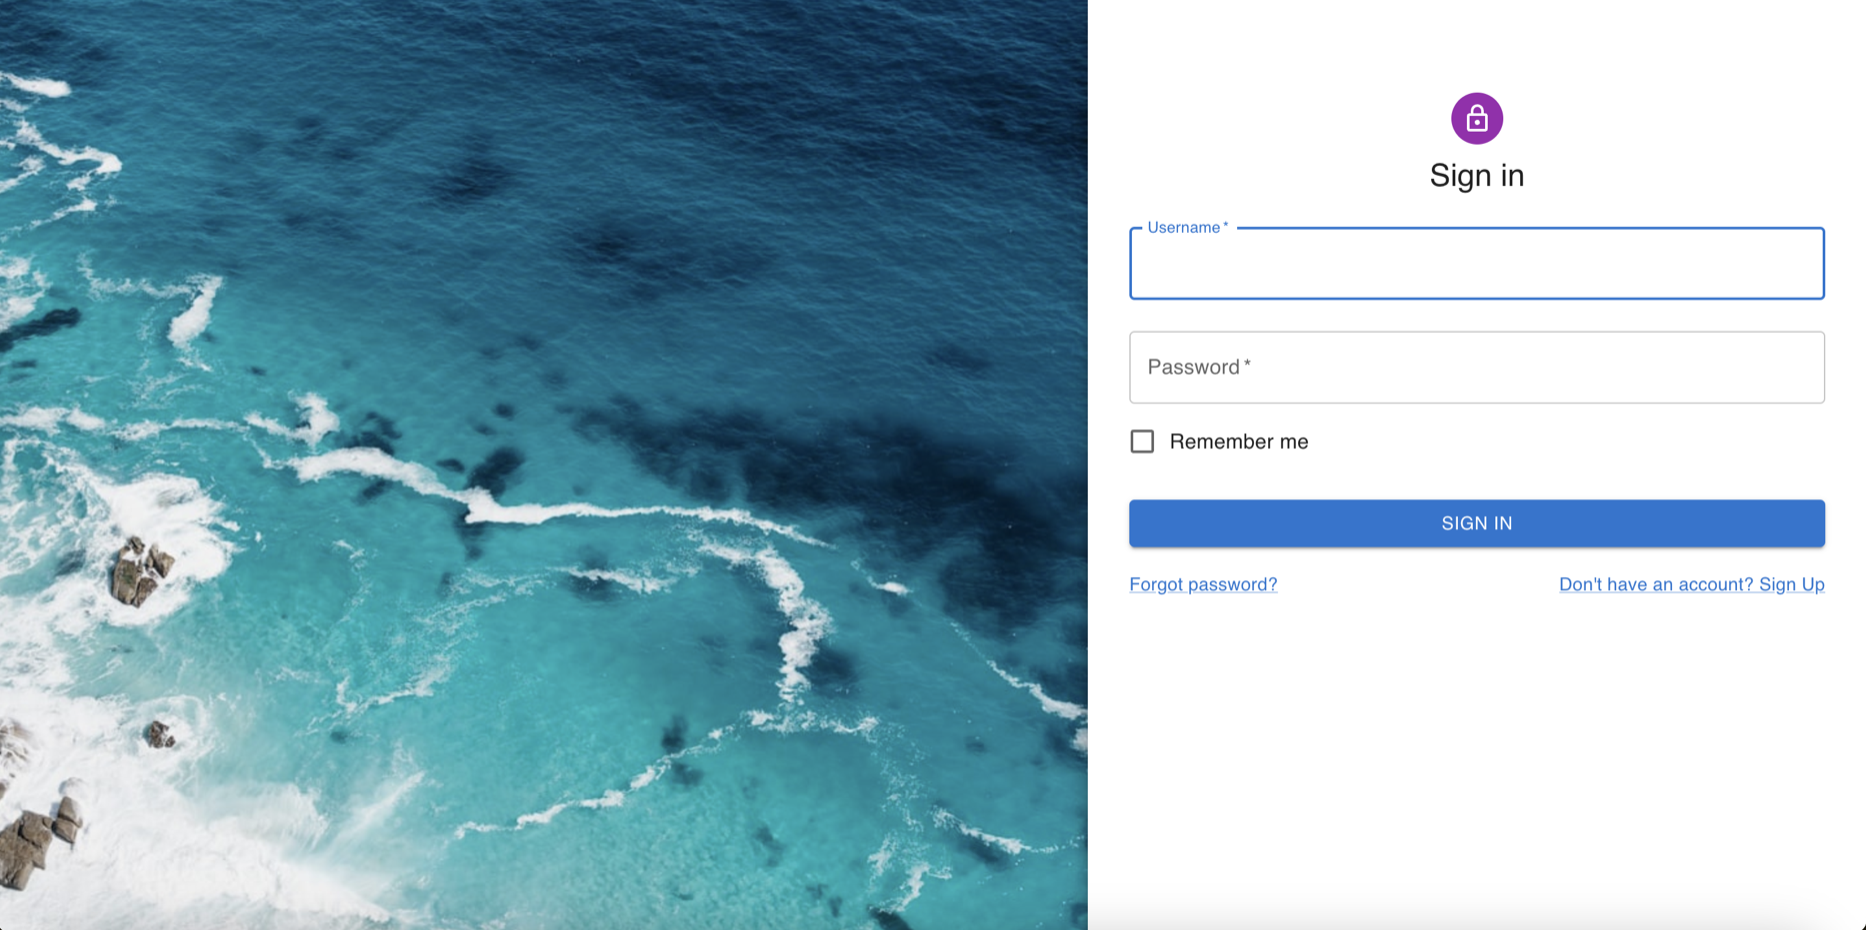 Sign in
Username *
Password *
Remember me
SIGN IN
Forgot password?
Don't have an account? Sign Up